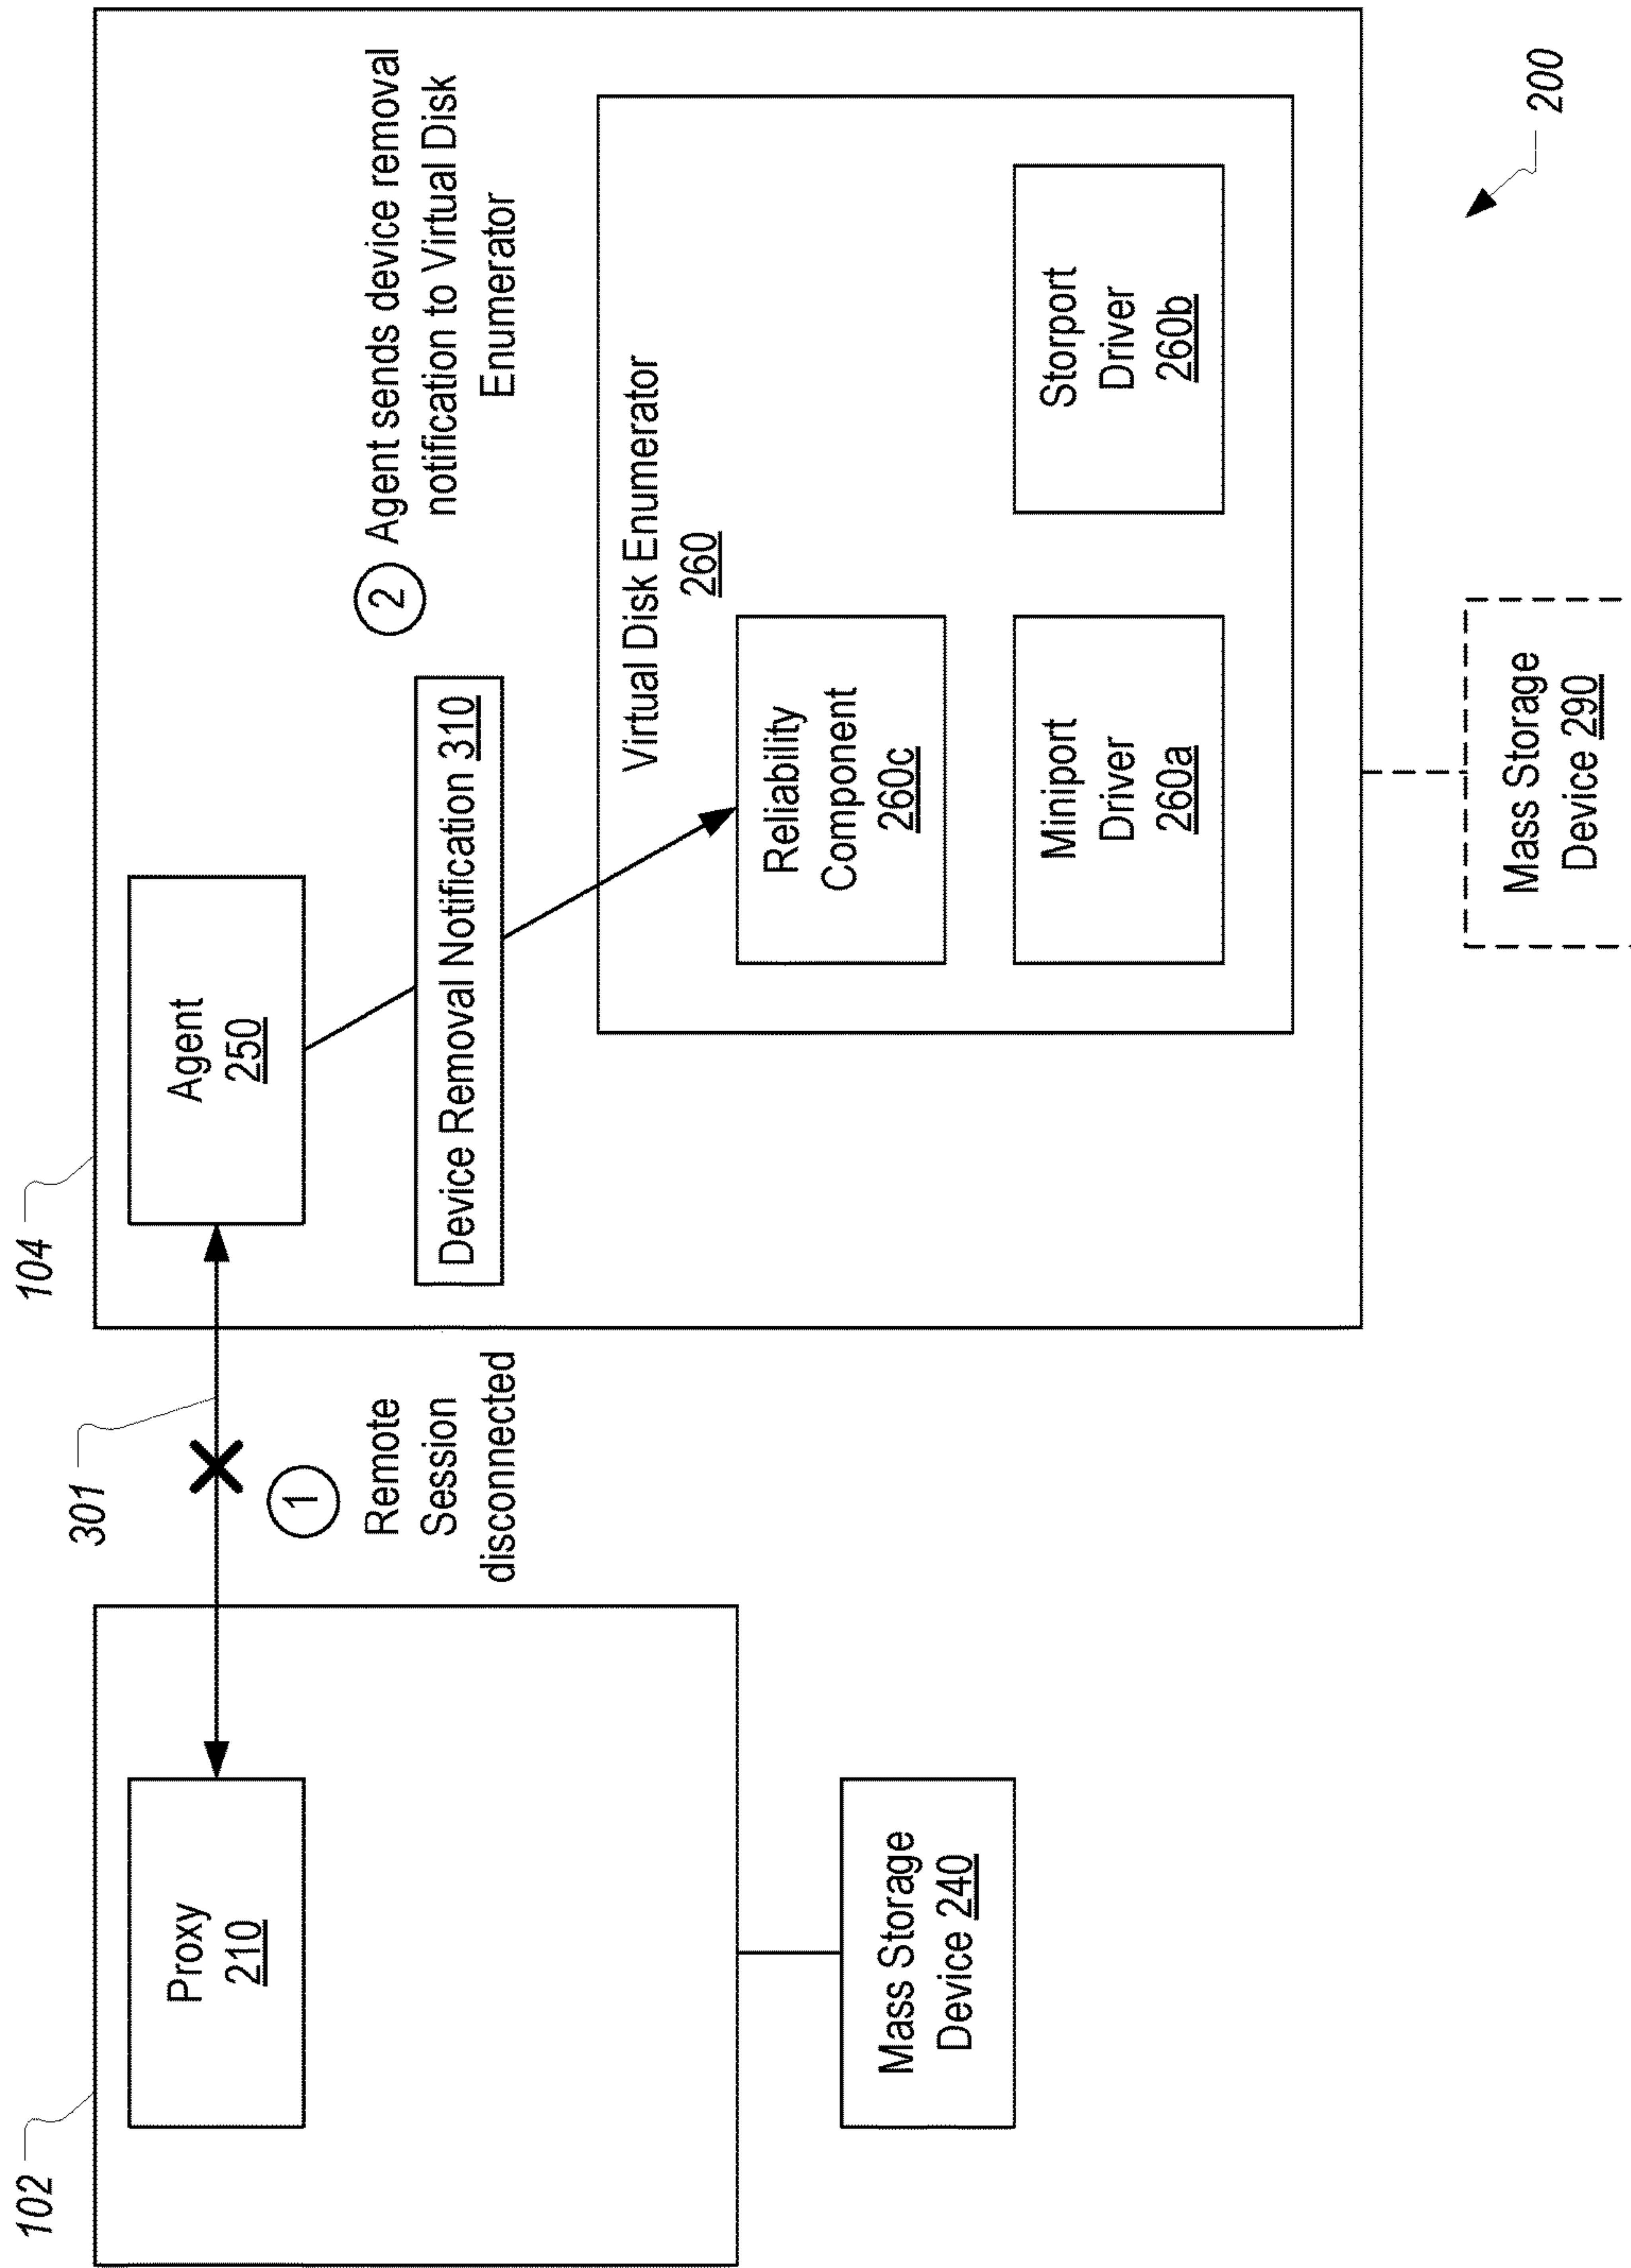 102
Proxy
210
Mass Storage
Device 240
301
1
Remote
Session
disconnected
104
Agent
250
Device Removal Notification 310
2
Agent sends device removal
notification to Virtual Disk
Enumerator
Virtual Disk Enumerator
260
Reliability
Component
260c
Miniport
Driver
260a
Storport
Driver
260b
Mass Storage
Device 290
200